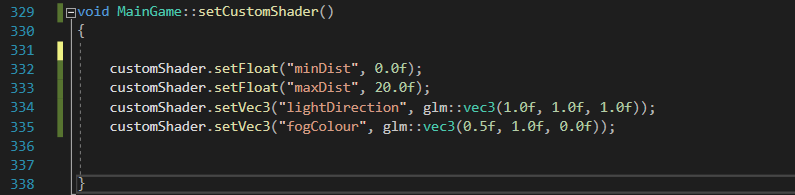 329 void MainGame::setCustomShader()
330 {
331
332 customShader.setFloat("minDist", 0.0f);
333 customShader.setFloat("maxDist", 20.0f);
334 customShader.setVec3("lightDirection", glm::vec3(1.0f, 1.0f, 1.0f));
335 customShader.setVec3("fogColour", glm::vec3(0.5f, 1.0f, 0.0f));
336
337
338 }